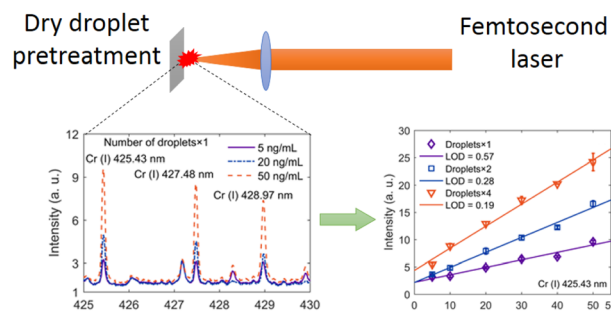 Dry droplet
pretreatment
Femtosecond
laser
12
9
6
3
1
Intensity (a. u.)
Number of droplets×1
5 ng/mL
20 ng/mL
50 ng/mL
Cr (I) 425.43 nm
Cr (I) 427.48 nm
Cr (I) 428.97 nm
425 426 427 428 429 430
30
25
20
15
10
5
0
Intensity (a. u.)
Droplets×1
LOD = 0.57
Droplets×2
LOD = 0.28
Droplets×4
LOD = 0.19
Cr (I) 425.43 nm
0 10 20 30 40 50